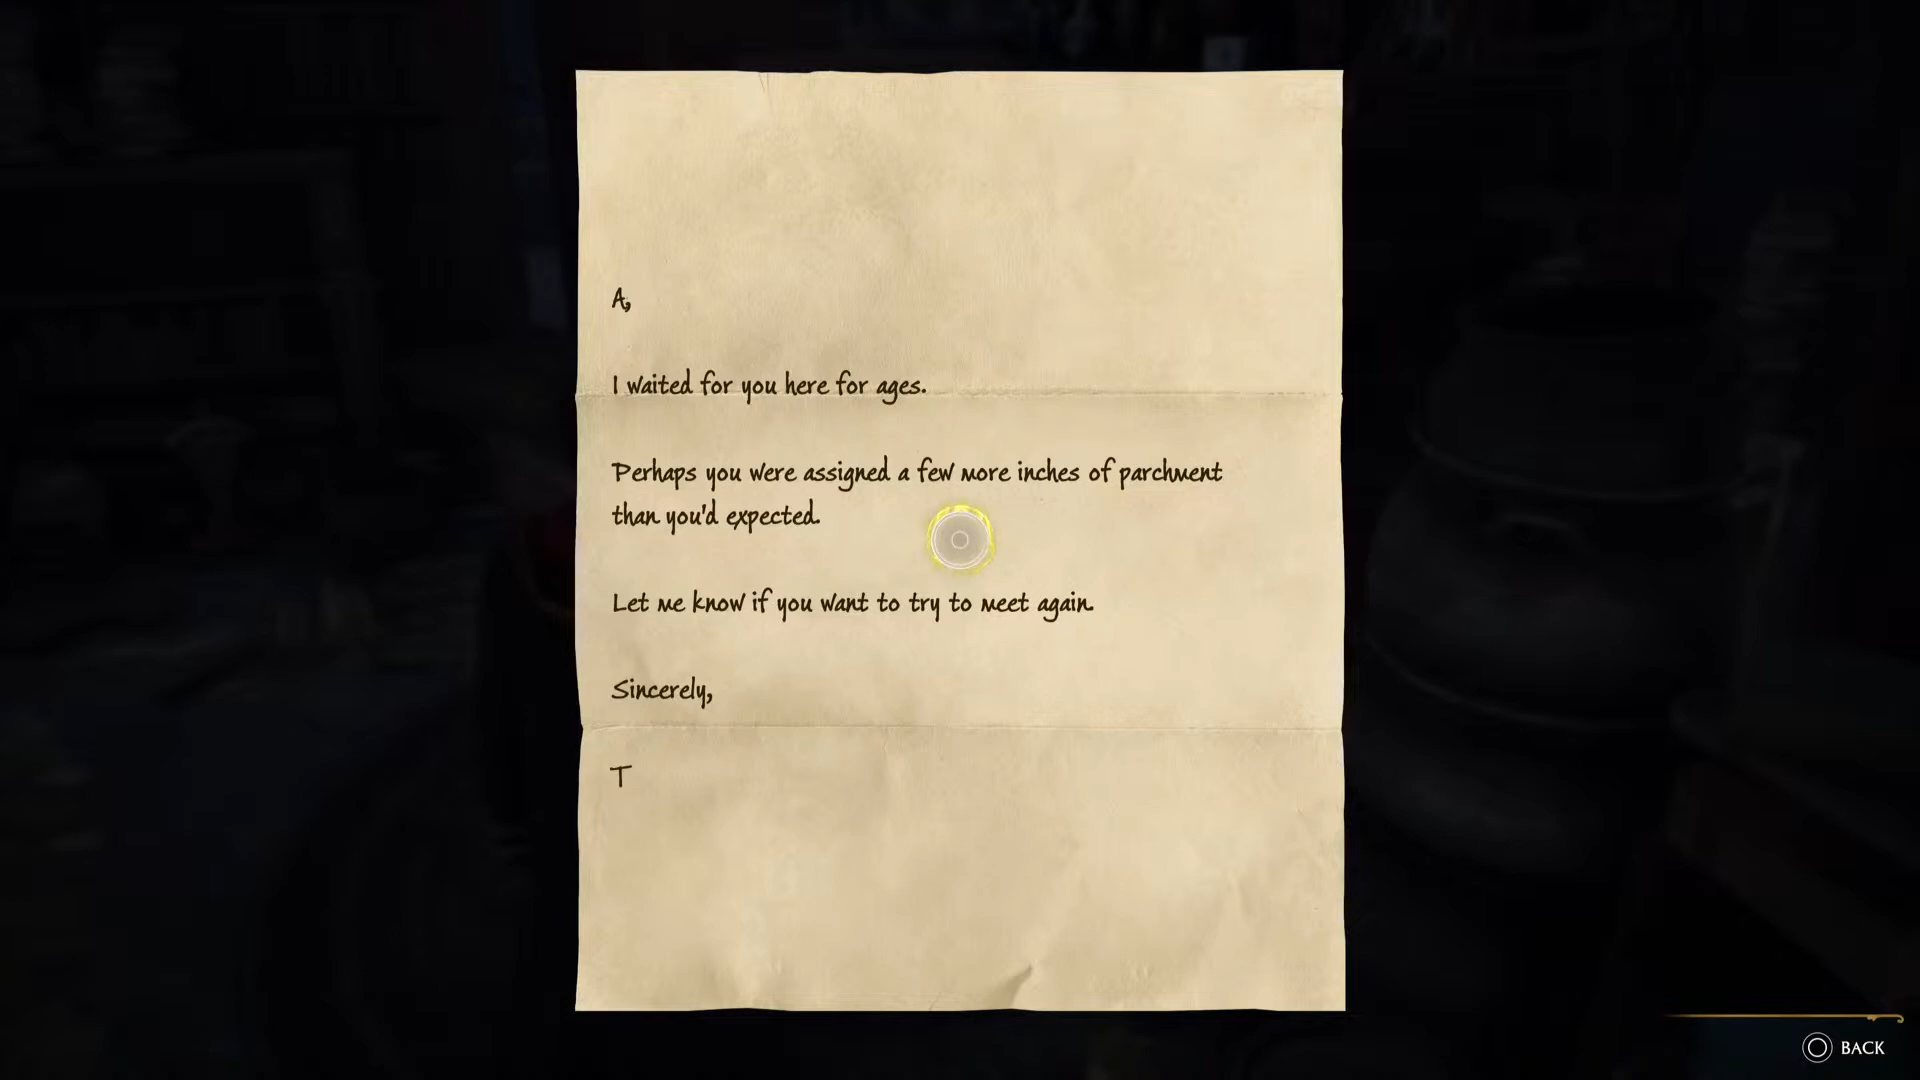 A,
I waited for you here for ages.
Perhaps you were assigned a few more inches of parchment
than you'd expected.
Let me know if you want to try to meet again.
Sincerely,
T
BACK